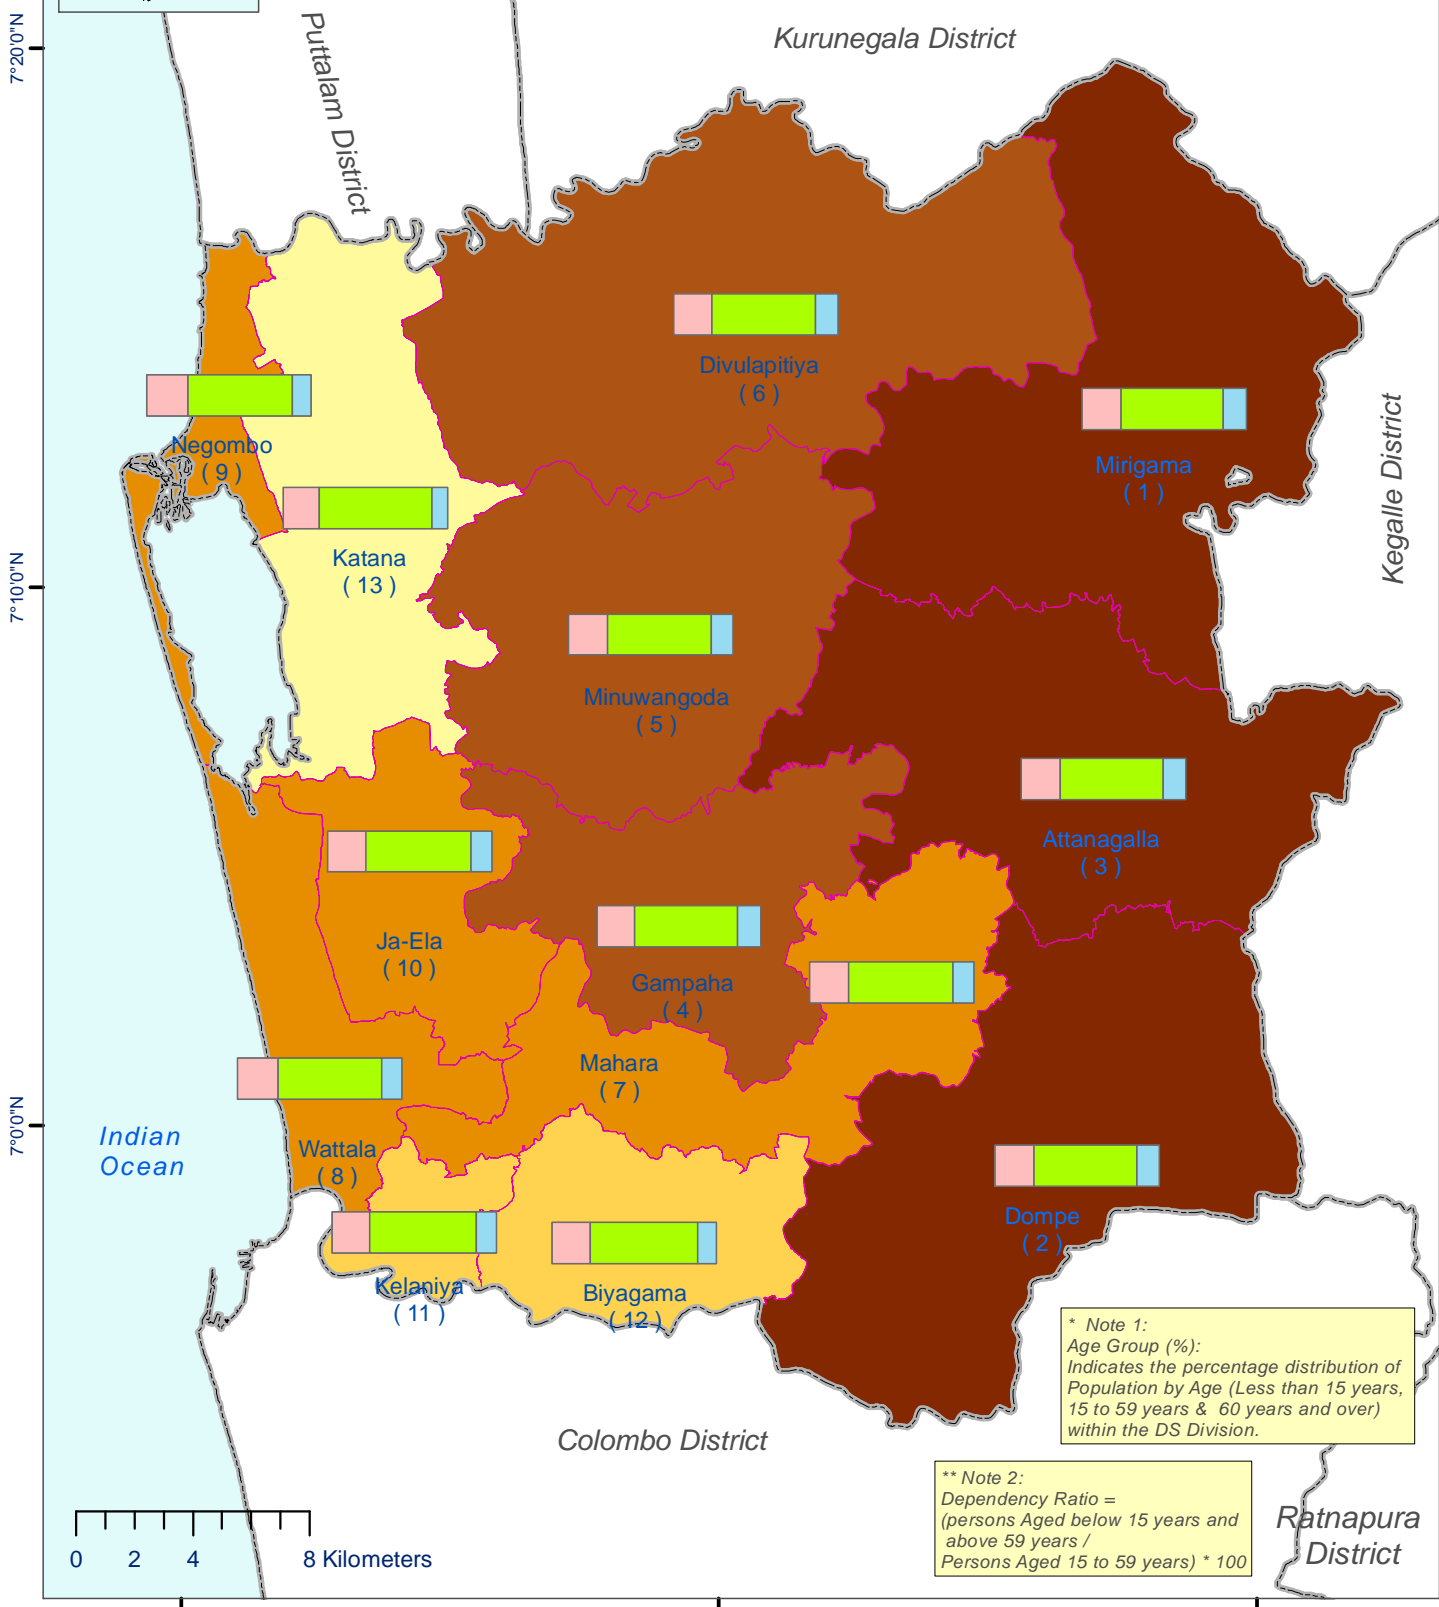 7°20'0"N
Puttalam District
Kurunegala District
Divulapitiya
( 6 )
Negombo
( 9 )
Mirigama
( 1 )
Kegalle District
Katana
( 13 )
7°10'0"N
Minuwangoda
( 5 )
Attanagalla
( 3 )
Ja-Ela
( 10 )
Gampaha
( 4 )
Mahara
( 7 )
7°0'0"N
Indian
Ocean
Wattala
( 8 )
Dompe
( 2 )
Kelaniya
( 11 )
Biyagama
( 12 )
* Note 1:
Age Group (%):
Indicates the percentage distribution of
Population by Age (Less than 15 years,
15 to 59 years & 60 years and over)
within the DS Division.
Colombo District
** Note 2:
Dependency Ratio =
(persons Aged below 15 years and
above 59 years /
Persons Aged 15 to 59 years) * 100
Ratnapura
District
0 2 4 8 Kilometers